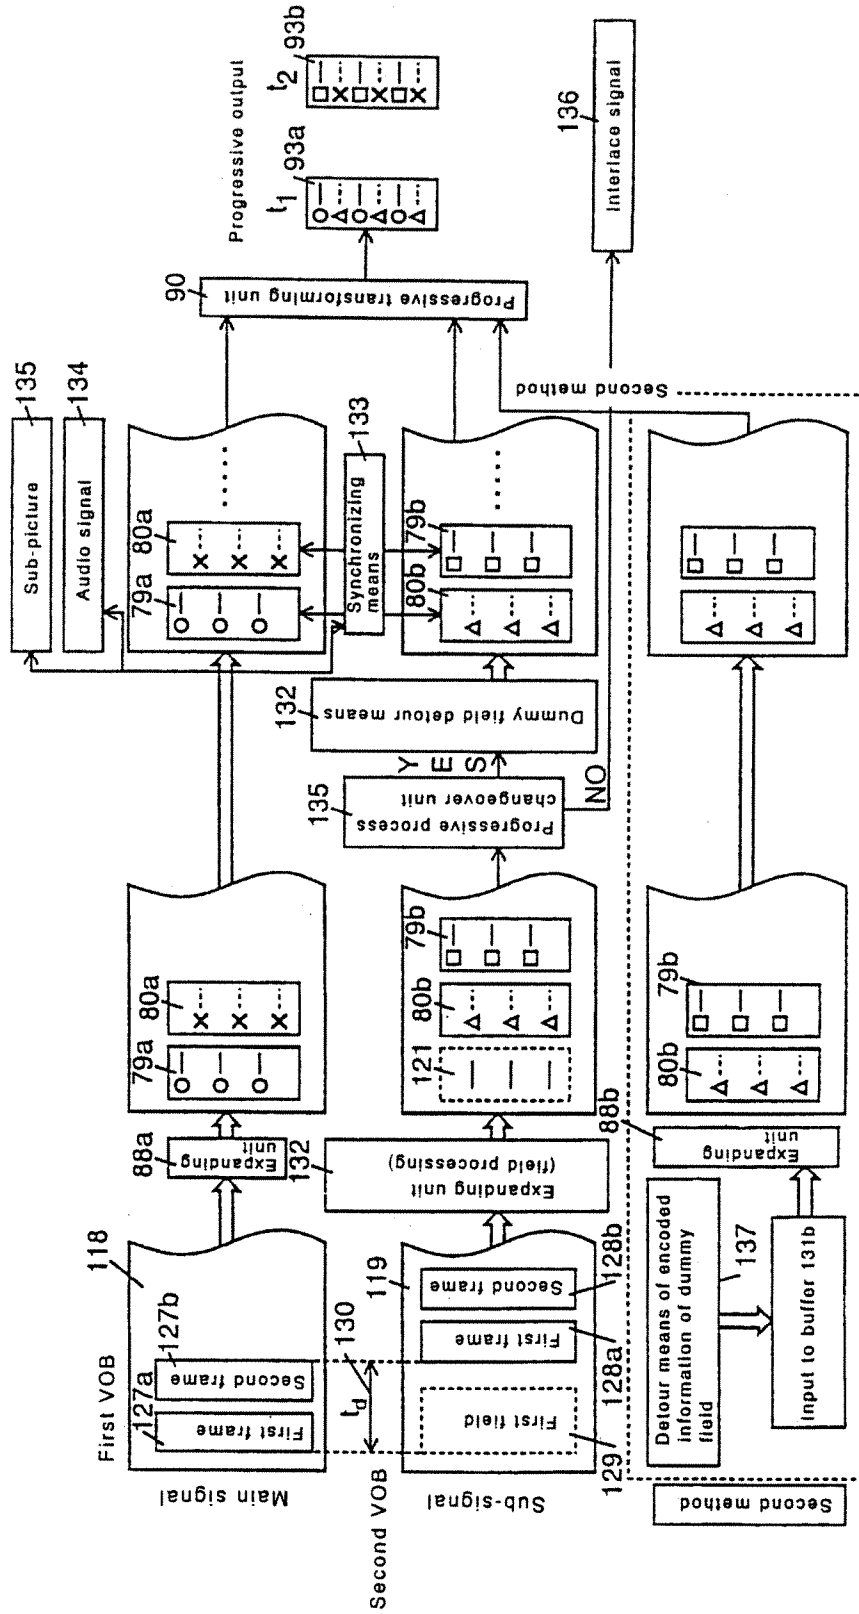 First VOB
118
127a
127b
First frame
Second frame
Main signal
88a
Expanding
unit
79a
80a
79a
80a
135
Sub-picture
134
Audio signal
133
Synchronizing
means
90
Progressive transforming unit
Progressive output
t1
93a
t2
93b
Second VOB
td
130
119
129
First field
First frame
128a
Second frame
128b
Sub-signal
132
Expanding unit
(field processing)
121
80b
79b
135
Progressive process
changeover unit
YES
NO
132
Dummy field detour means
80b
79b
136
Interlace signal
Second method
Second method
Detour means of encoded
information of dummy
field
137
Input to buffer 131b
88b
Expanding
unit
80b
79b